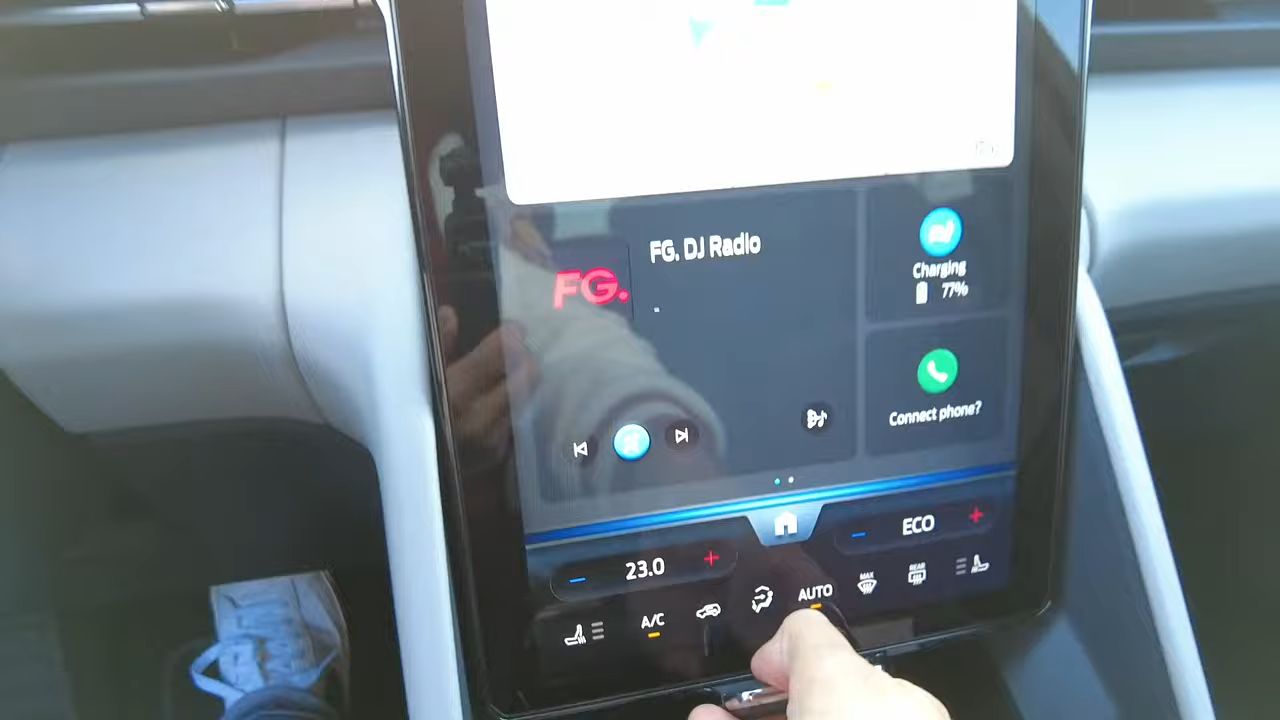 FG. DJ Radio
FG.
Charging
77%
Connect phone?
23.0
ECO
A/C
AUTO
MAX
REAR